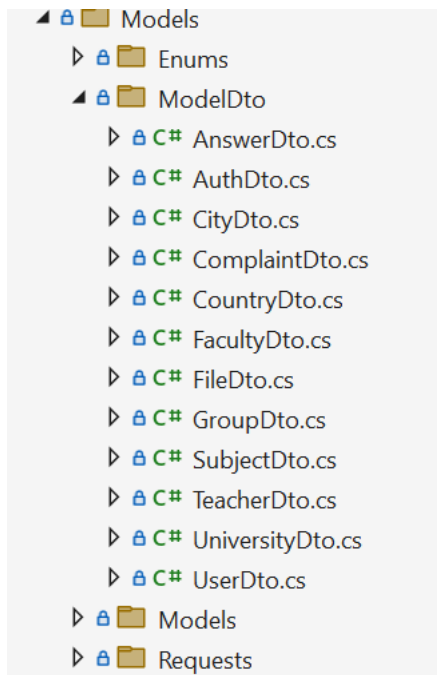 Models
Enums
ModelDto
C# AnswerDto.cs
C# AuthDto.cs
C# CityDto.cs
C# ComplaintDto.cs
C# CountryDto.cs
C# FacultyDto.cs
C# FileDto.cs
C# GroupDto.cs
C# SubjectDto.cs
C# TeacherDto.cs
C# UniversityDto.cs
C# UserDto.cs
Models
Requests